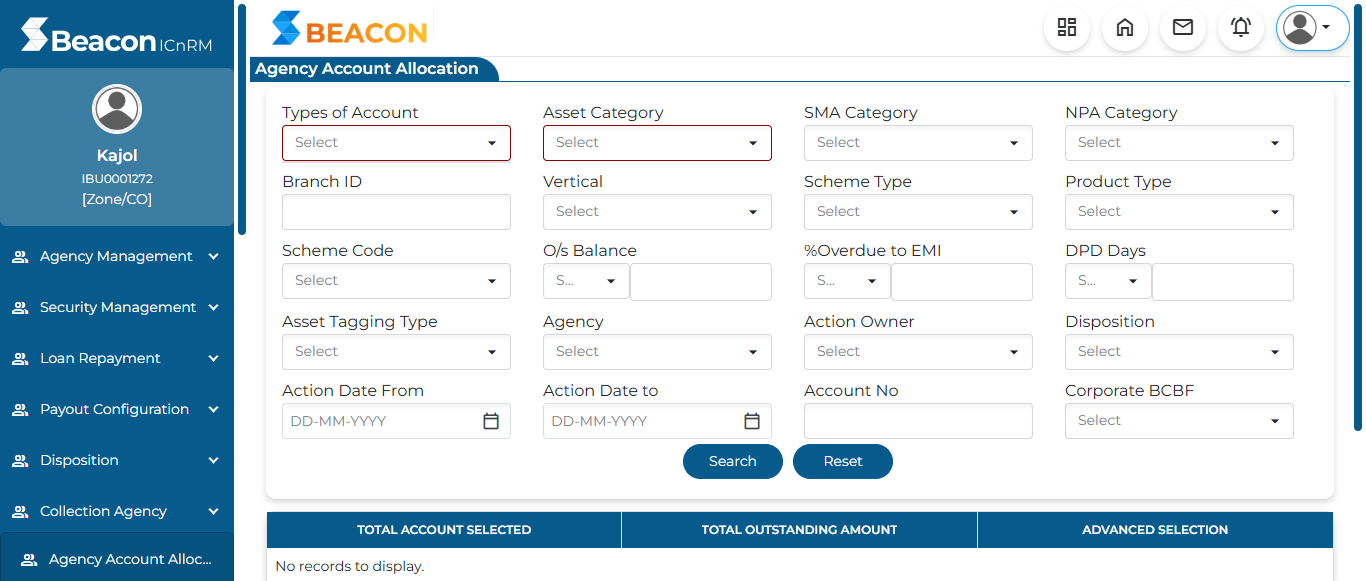 Beacon ICnRM
Kajol
IBU0001272
[Zone/CO]
Agency Management
Security Management
Loan Repayment
Payout Configuration
Disposition
Collection Agency
Agency Account Alloc...
BEACON
Agency Account Allocation
Types of Account Asset Category SMA Category NPA Category
Select Select Select Select
Branch ID Vertical Scheme Type Product Type
Select Select Select
Scheme Code O/s Balance %Overdue to EMI DPD Days
Select S... S... S...
Asset Tagging Type Agency Action Owner Disposition
Select Select Select Select
Action Date From Action Date to Account No Corporate BCBF
DD-MM-YYYY DD-MM-YYYY Select
Search Reset
TOTAL ACCOUNT SELECTED TOTAL OUTSTANDING AMOUNT ADVANCED SELECTION
No records to display.